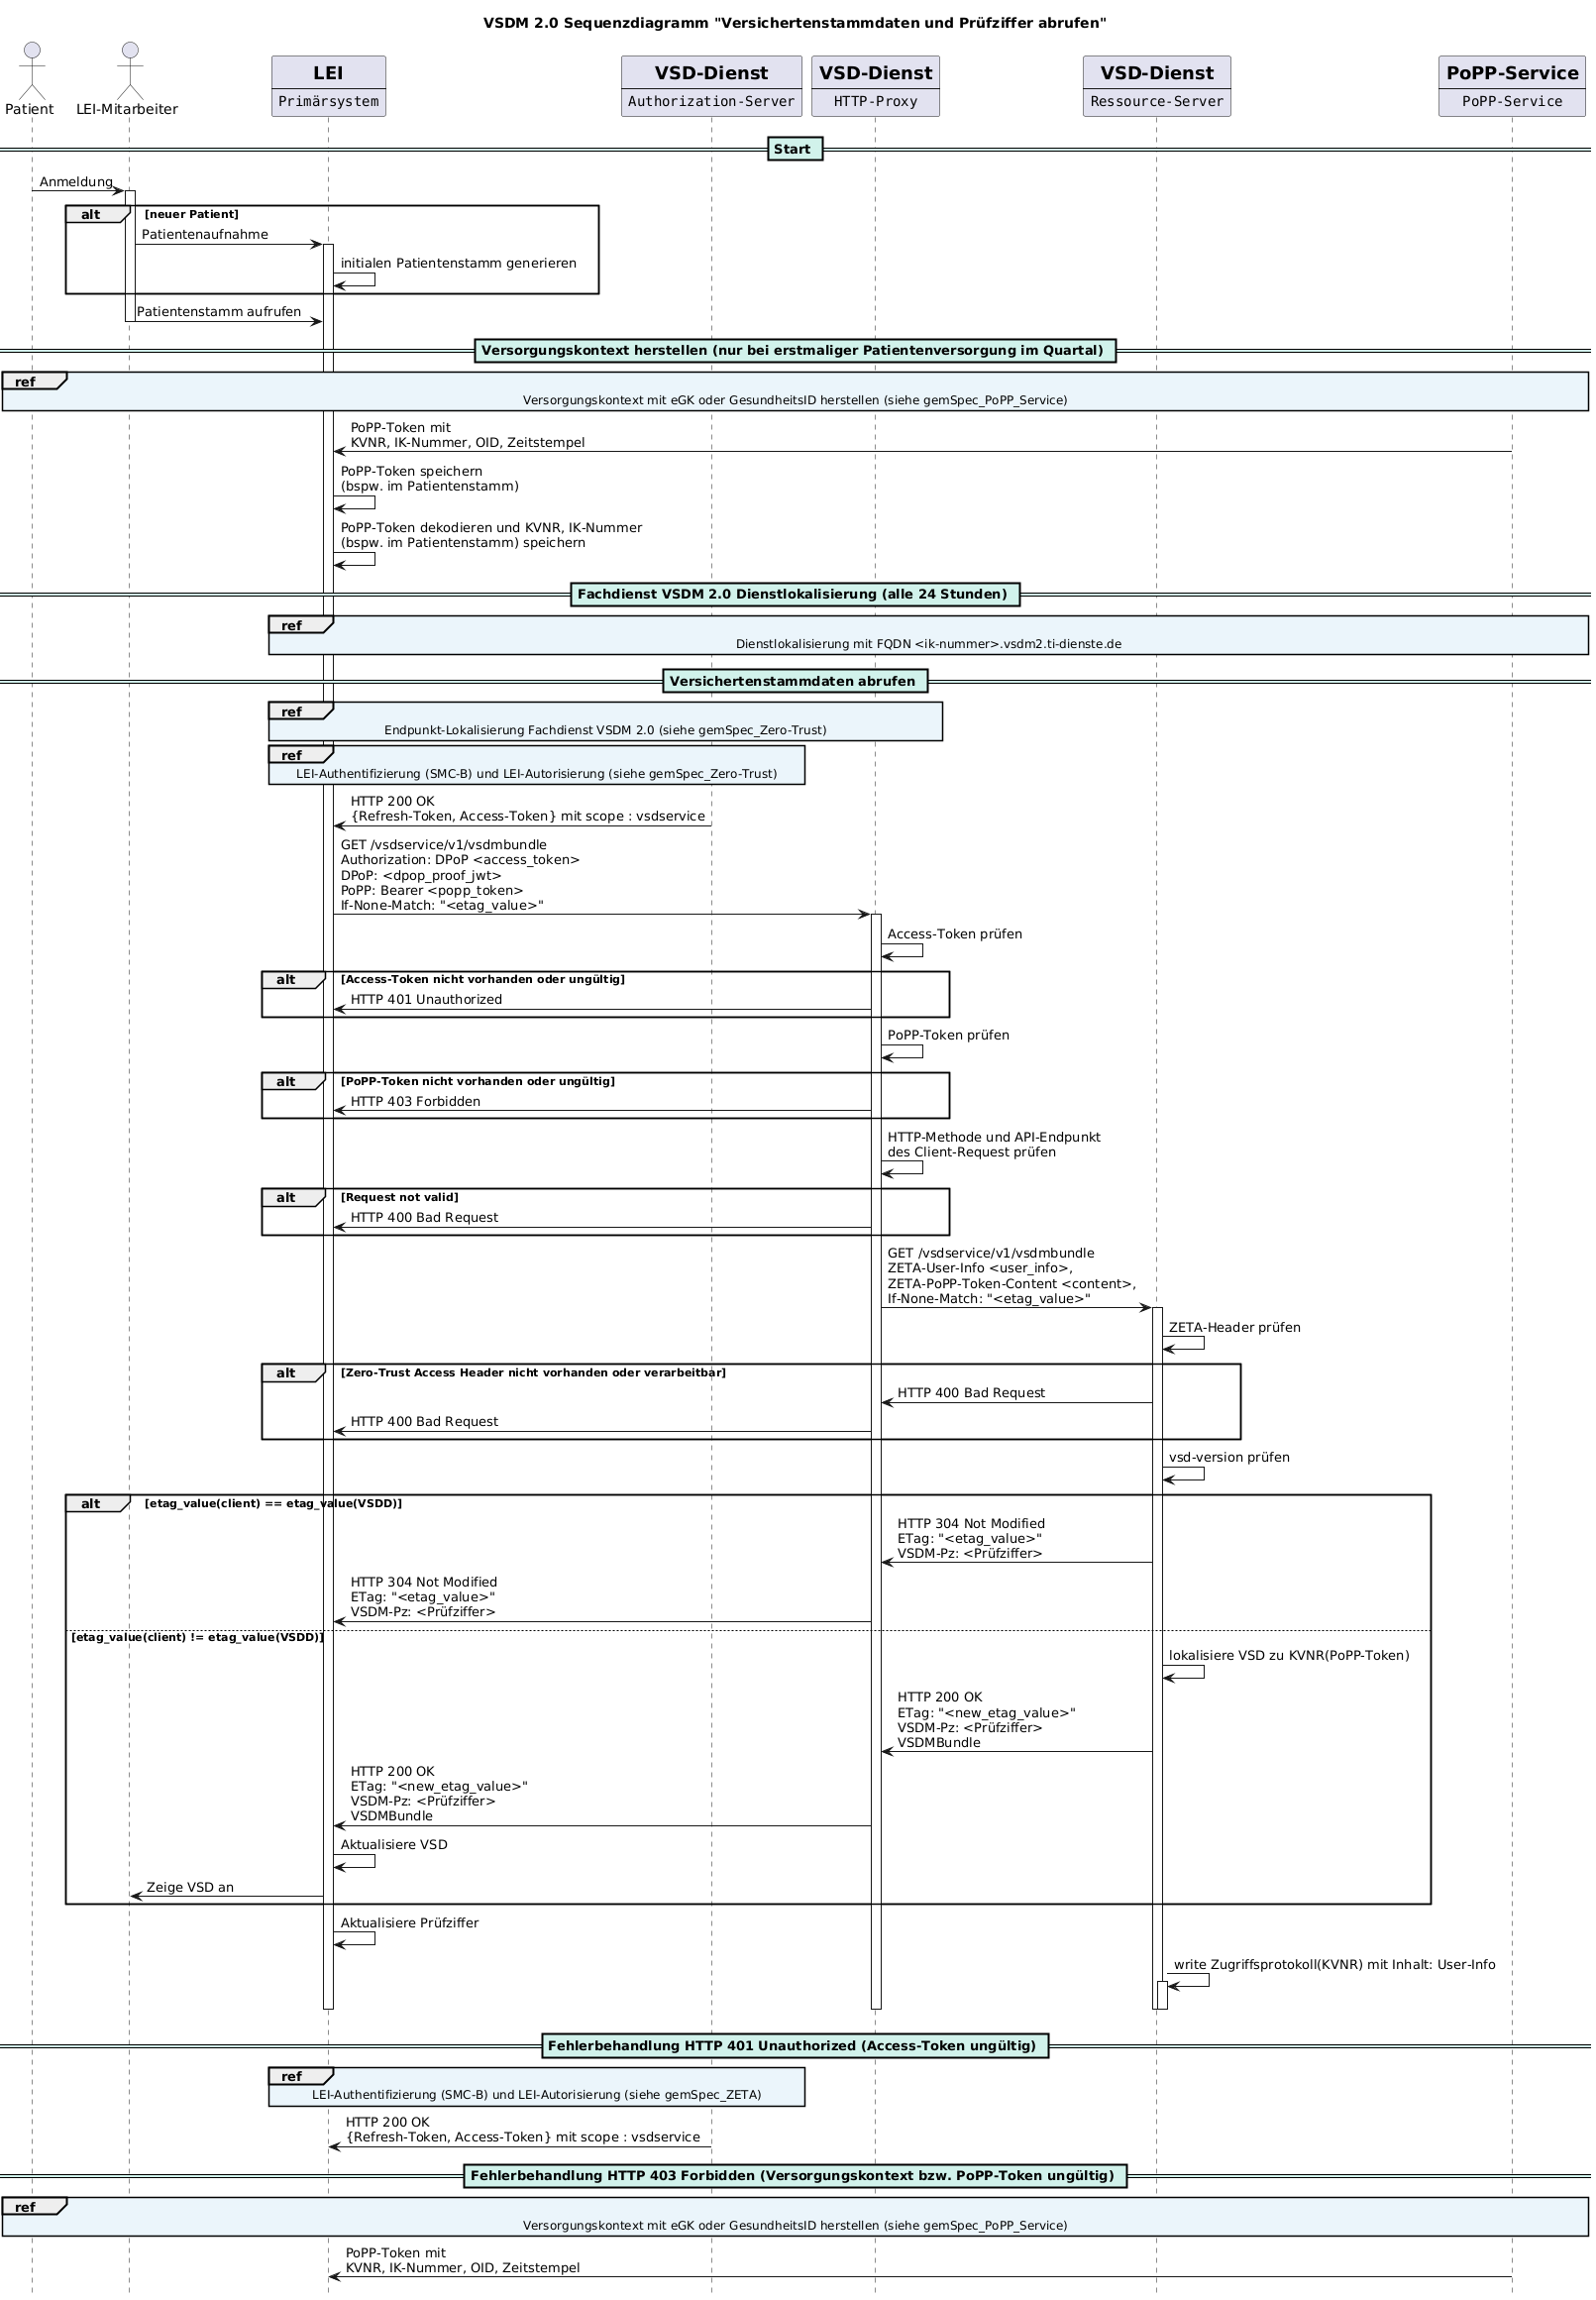 VSDM 2.0 Sequenzdiagramm "Versichertenstammdaten und Prüfziffer abrufen"
Patient
LEI-Mitarbeiter
LEI
Primärsystem
VSD-Dienst
Authorization-Server
VSD-Dienst
HTTP-Proxy
VSD-Dienst
Ressource-Server
PoPP-Service
PoPP-Service
Start
Anmeldung
alt
[neuer Patient]
Patientenaufnahme
initialen Patientenstamm generieren
Patientenstamm aufrufen
Versorgungskontext herstellen (nur bei erstmaliger Patientenversorgung im Quartal)
ref
Versorgungskontext mit eGK oder GesundheitsID herstellen (siehe gemSpec_PoPP_Service)
PoPP-Token mit
KVNR, IK-Nummer, OID, Zeitstempel
PoPP-Token speichern
(bspw. im Patientenstamm)
PoPP-Token dekodieren und KVNR, IK-Nummer
(bspw. im Patientenstamm) speichern
Fachdienst VSDM 2.0 Dienstlokalisierung (alle 24 Stunden)
ref
Dienstlokalisierung mit FQDN <ik-nummer>.vsdm2.ti-dienste.de
Versichertenstammdaten abrufen
ref
Endpunkt-Lokalisierung Fachdienst VSDM 2.0 (siehe gemSpec_Zero-Trust)
ref
LEI-Authentifizierung (SMC-B) und LEI-Autorisierung (siehe gemSpec_Zero-Trust)
HTTP 200 OK
{Refresh-Token, Access-Token} mit scope : vsdservice
GET /vsdservice/v1/vsdmbundle
Authorization: DPoP <access_token>
DPoP: <dpop_proof_jwt>
PoPP: Bearer <popp_token>
If-None-Match: "<etag_value>"
Access-Token prüfen
alt
[Access-Token nicht vorhanden oder ungültig]
HTTP 401 Unauthorized
PoPP-Token prüfen
alt
[PoPP-Token nicht vorhanden oder ungültig]
HTTP 403 Forbidden
HTTP-Methode und API-Endpunkt
des Client-Request prüfen
alt
[Request not valid]
HTTP 400 Bad Request
GET /vsdservice/v1/vsdmbundle
ZETA-User-Info <user_info>,
ZETA-PoPP-Token-Content <content>,
If-None-Match: "<etag_value>"
ZETA-Header prüfen
alt
[Zero-Trust Access Header nicht vorhanden oder verarbeitbar]
HTTP 400 Bad Request
HTTP 400 Bad Request
vsd-version prüfen
alt
[etag_value(client) == etag_value(VSDD)]
HTTP 304 Not Modified
ETag: "<etag_value>"
VSDM-Pz: <Prüfziffer>
HTTP 304 Not Modified
ETag: "<etag_value>"
VSDM-Pz: <Prüfziffer>
[etag_value(client) != etag_value(VSDD)]
lokalisiere VSD zu KVNR(PoPP-Token)
HTTP 200 OK
ETag: "<new_etag_value>"
VSDM-Pz: <Prüfziffer>
VSDMBundle
HTTP 200 OK
ETag: "<new_etag_value>"
VSDM-Pz: <Prüfziffer>
VSDMBundle
Aktualisiere VSD
Zeige VSD an
Aktualisiere Prüfziffer
write Zugriffsprotokoll(KVNR) mit Inhalt: User-Info
Fehlerbehandlung HTTP 401 Unauthorized (Access-Token ungültig)
ref
LEI-Authentifizierung (SMC-B) und LEI-Autorisierung (siehe gemSpec_ZETA)
HTTP 200 OK
{Refresh-Token, Access-Token} mit scope : vsdservice
Fehlerbehandlung HTTP 403 Forbidden (Versorgungskontext bzw. PoPP-Token ungültig)
ref
Versorgungskontext mit eGK oder GesundheitsID herstellen (siehe gemSpec_PoPP_Service)
PoPP-Token mit
KVNR, IK-Nummer, OID, Zeitstempel